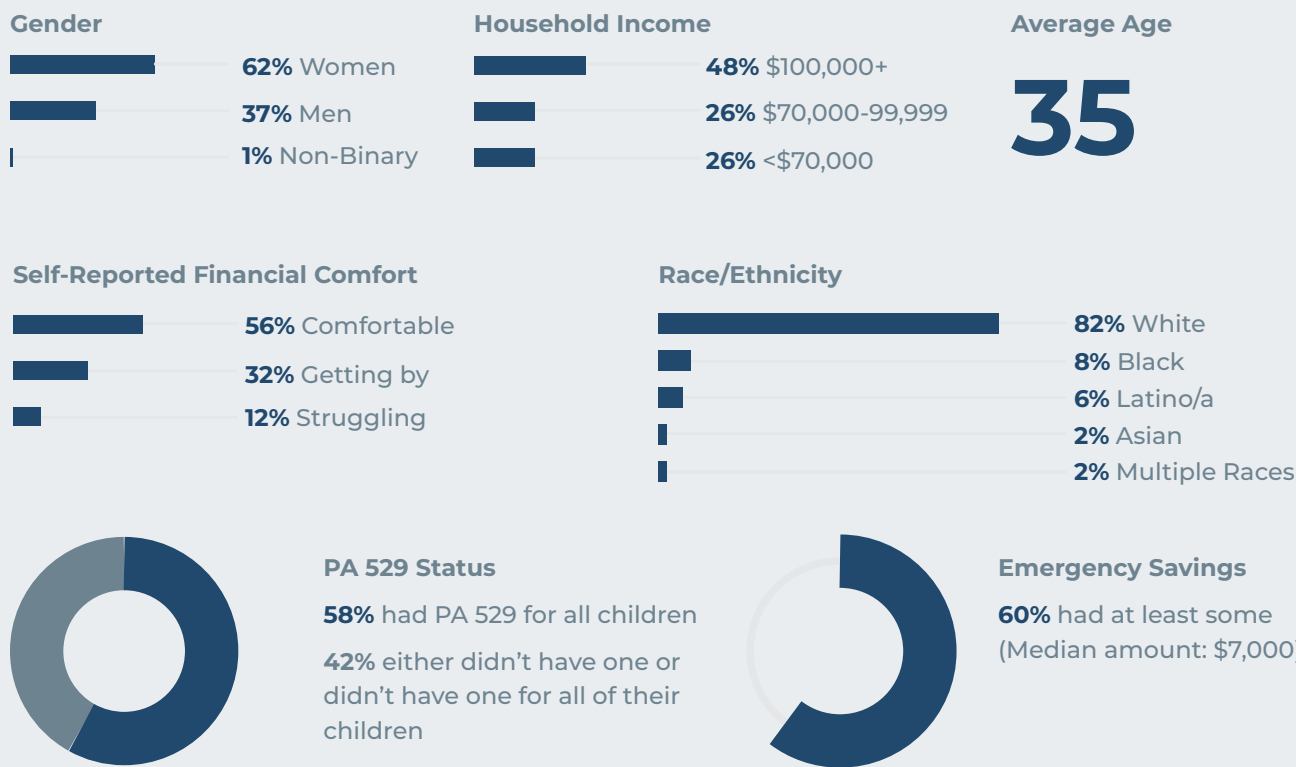 Gender
62% Women
37% Men
1% Non-Binary
Household Income
48% $100,000+
26% $70,000-99,999
26% <$70,000
Average Age
35
Self-Reported Financial Comfort
56% Comfortable
32% Getting by
12% Struggling
Race/Ethnicity
82% White
8% Black
6% Latino/a
2% Asian
2% Multiple Races
PA 529 Status
58% had PA 529 for all children
42% either didn’t have one or
didn’t have one for all of their
children
Emergency Savings
60% had at least some
(Median amount: $7,000)